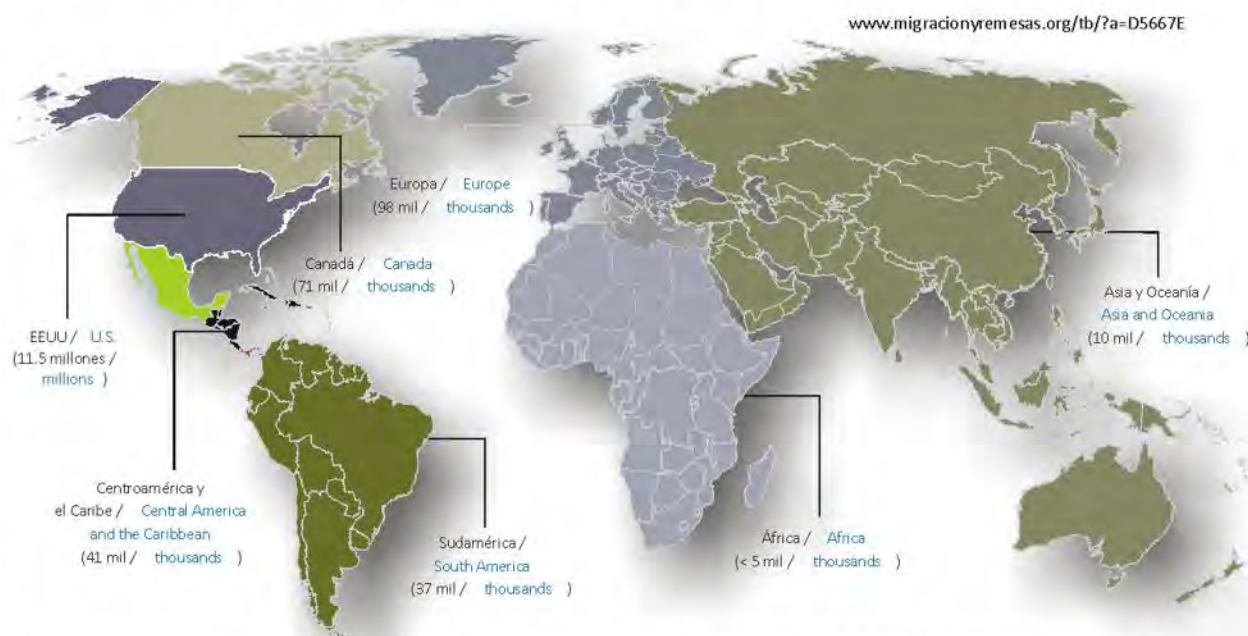 www.migracionyremesas.org/tb/?a=D5667E
Europa / Europe
(98 mil / thousands )
Canadá / Canada
(71 mil / thousands )
EEUU / U.S.
(11.5 millones /
millions )
Centroamérica y
el Caribe / Central America
and the Caribbean
(41 mil / thousands )
Sudamérica /
South America
(37 mil / thousands )
África / Africa
(< 5 mil / thousands )
Asia y Oceanía /
Asia and Oceania
(10 mil / thousands )